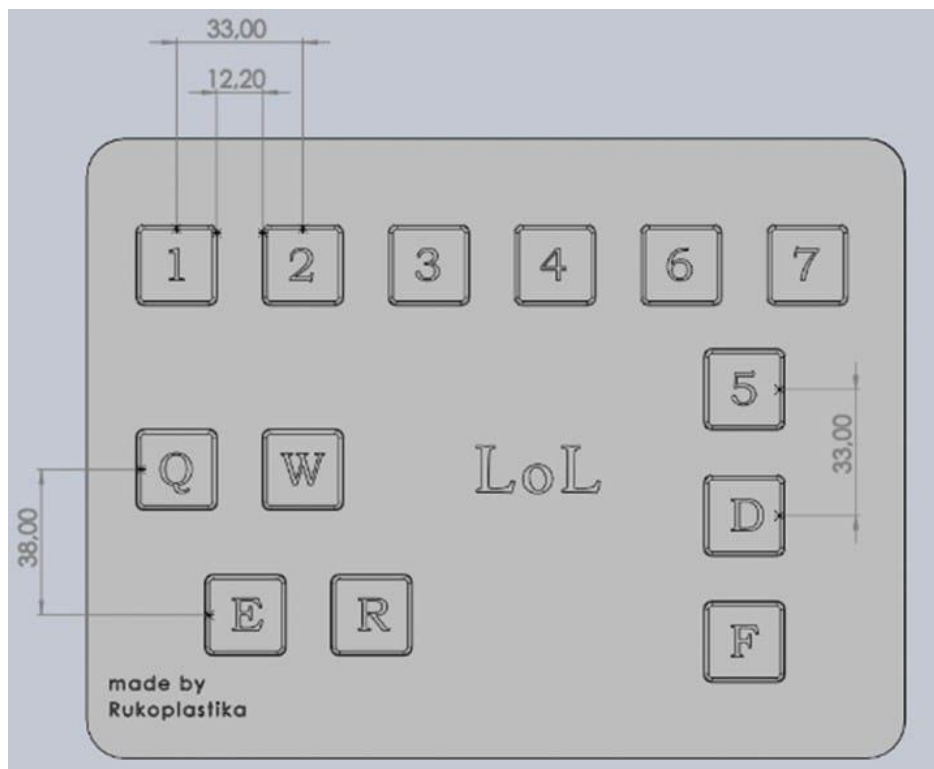 33,00
12,20
1 2 3 4 6 7
5
33,00
Q W
LoL
D
38,00
E R
F
made by
Rukoplastika